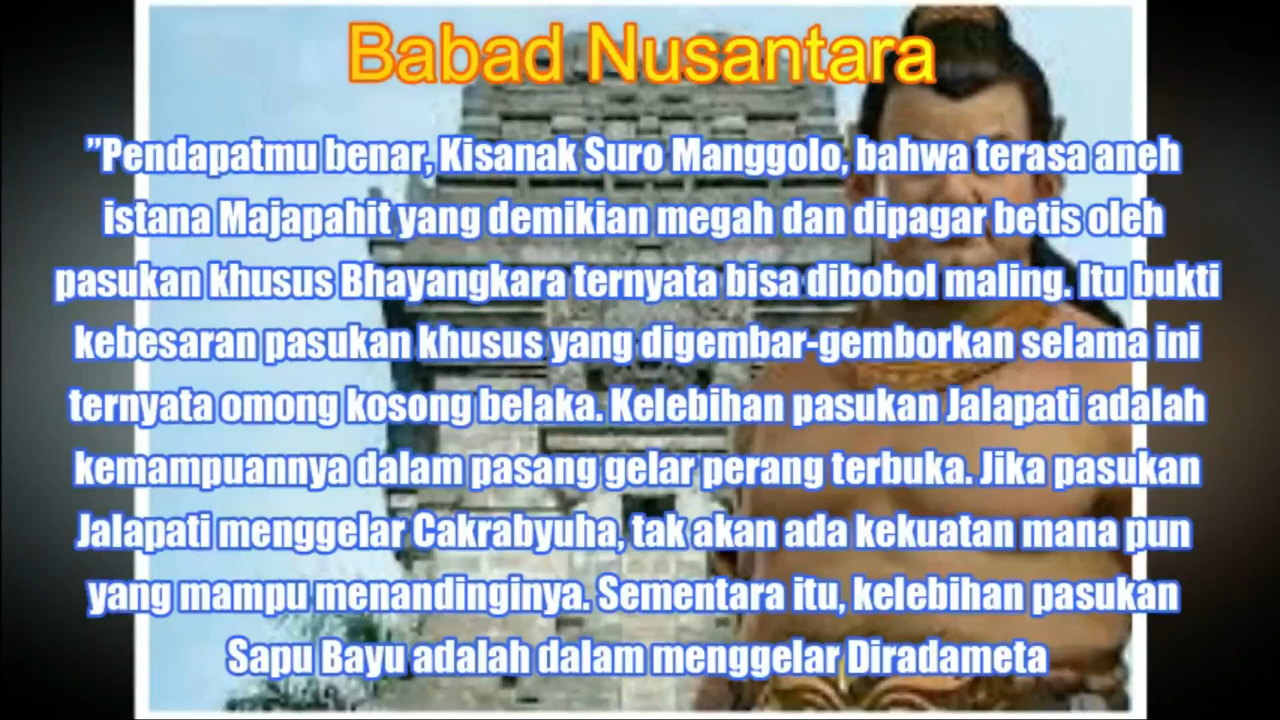 Babad Nusantara
”Pendapatmu benar, Kisanak Suro Manggolo, bahwa terasa aneh
istana Majapahit yang demikian megah dan dipagar betis oleh
pasukan khusus Bhayangkara ternyata bisa dibobol maling. Itu bukti
kebesaran pasukan khusus yang digembar-gemborkan selama ini
ternyata omong kosong belaka. Kelebihan pasukan Jalapati adalah
kemampuannya dalam pasang gelar perang terbuka. Jika pasukan
Jalapati menggelar Cakrabyuha, tak akan ada kekuatan mana pun
yang mampu menandinginya. Sementara itu, kelebihan pasukan
Sapu Bayu adalah dalam menggelar Diradameta